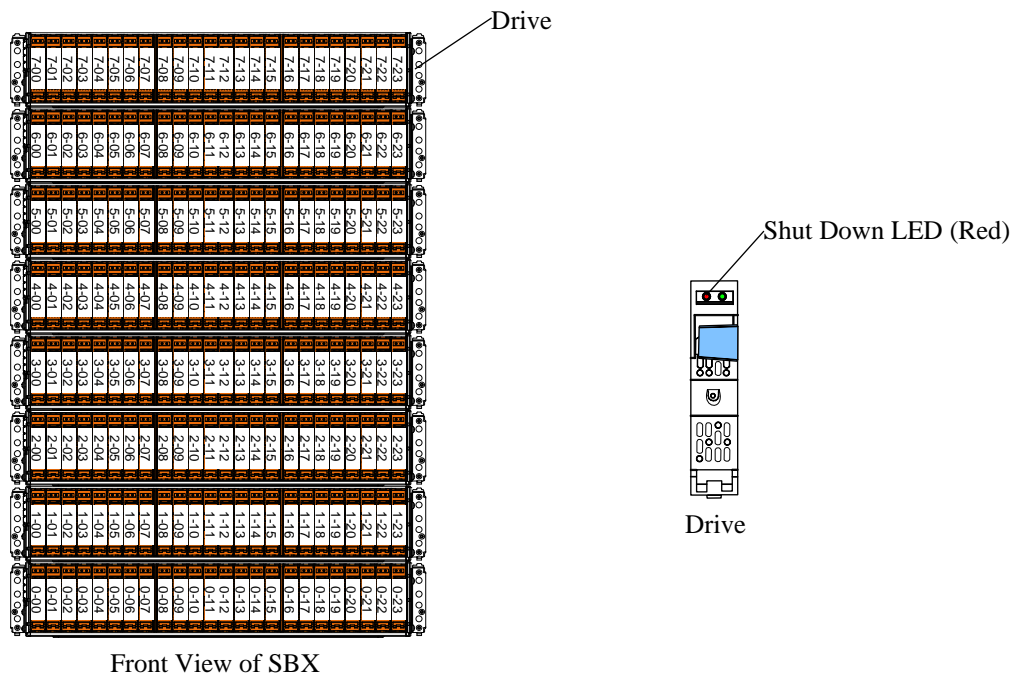 Drive
7-00 7-01 7-02 7-03 7-04 7-05 7-06 7-07 7-08 7-09 7-10 7-11 7-12 7-13 7-14 7-15 7-16 7-17 7-18 7-19 7-20 7-21 7-22 7-23
6-00 6-01 6-02 6-03 6-04 6-05 6-06 6-07 6-08 6-09 6-10 6-11 6-12 6-13 6-14 6-15 6-16 6-17 6-18 6-19 6-20 6-21 6-22 6-23
5-00 5-01 5-02 5-03 5-04 5-05 5-06 5-07 5-08 5-09 5-10 5-11 5-12 5-13 5-14 5-15 5-16 5-17 5-18 5-19 5-20 5-21 5-22 5-23
4-00 4-01 4-02 4-03 4-04 4-05 4-06 4-07 4-08 4-09 4-10 4-11 4-12 4-13 4-14 4-15 4-16 4-17 4-18 4-19 4-20 4-21 4-22 4-23
3-00 3-01 3-02 3-03 3-04 3-05 3-06 3-07 3-08 3-09 3-10 3-11 3-12 3-13 3-14 3-15 3-16 3-17 3-18 3-19 3-20 3-21 3-22 3-23
2-00 2-01 2-02 2-03 2-04 2-05 2-06 2-07 2-08 2-09 2-10 2-11 2-12 2-13 2-14 2-15 2-16 2-17 2-18 2-19 2-20 2-21 2-22 2-23
1-00 1-01 1-02 1-03 1-04 1-05 1-06 1-07 1-08 1-09 1-10 1-11 1-12 1-13 1-14 1-15 1-16 1-17 1-18 1-19 1-20 1-21 1-22 1-23
0-00 0-01 0-02 0-03 0-04 0-05 0-06 0-07 0-08 0-09 0-10 0-11 0-12 0-13 0-14 0-15 0-16 0-17 0-18 0-19 0-20 0-21 0-22 0-23
Front View of SBX
Shut Down LED (Red)
Drive